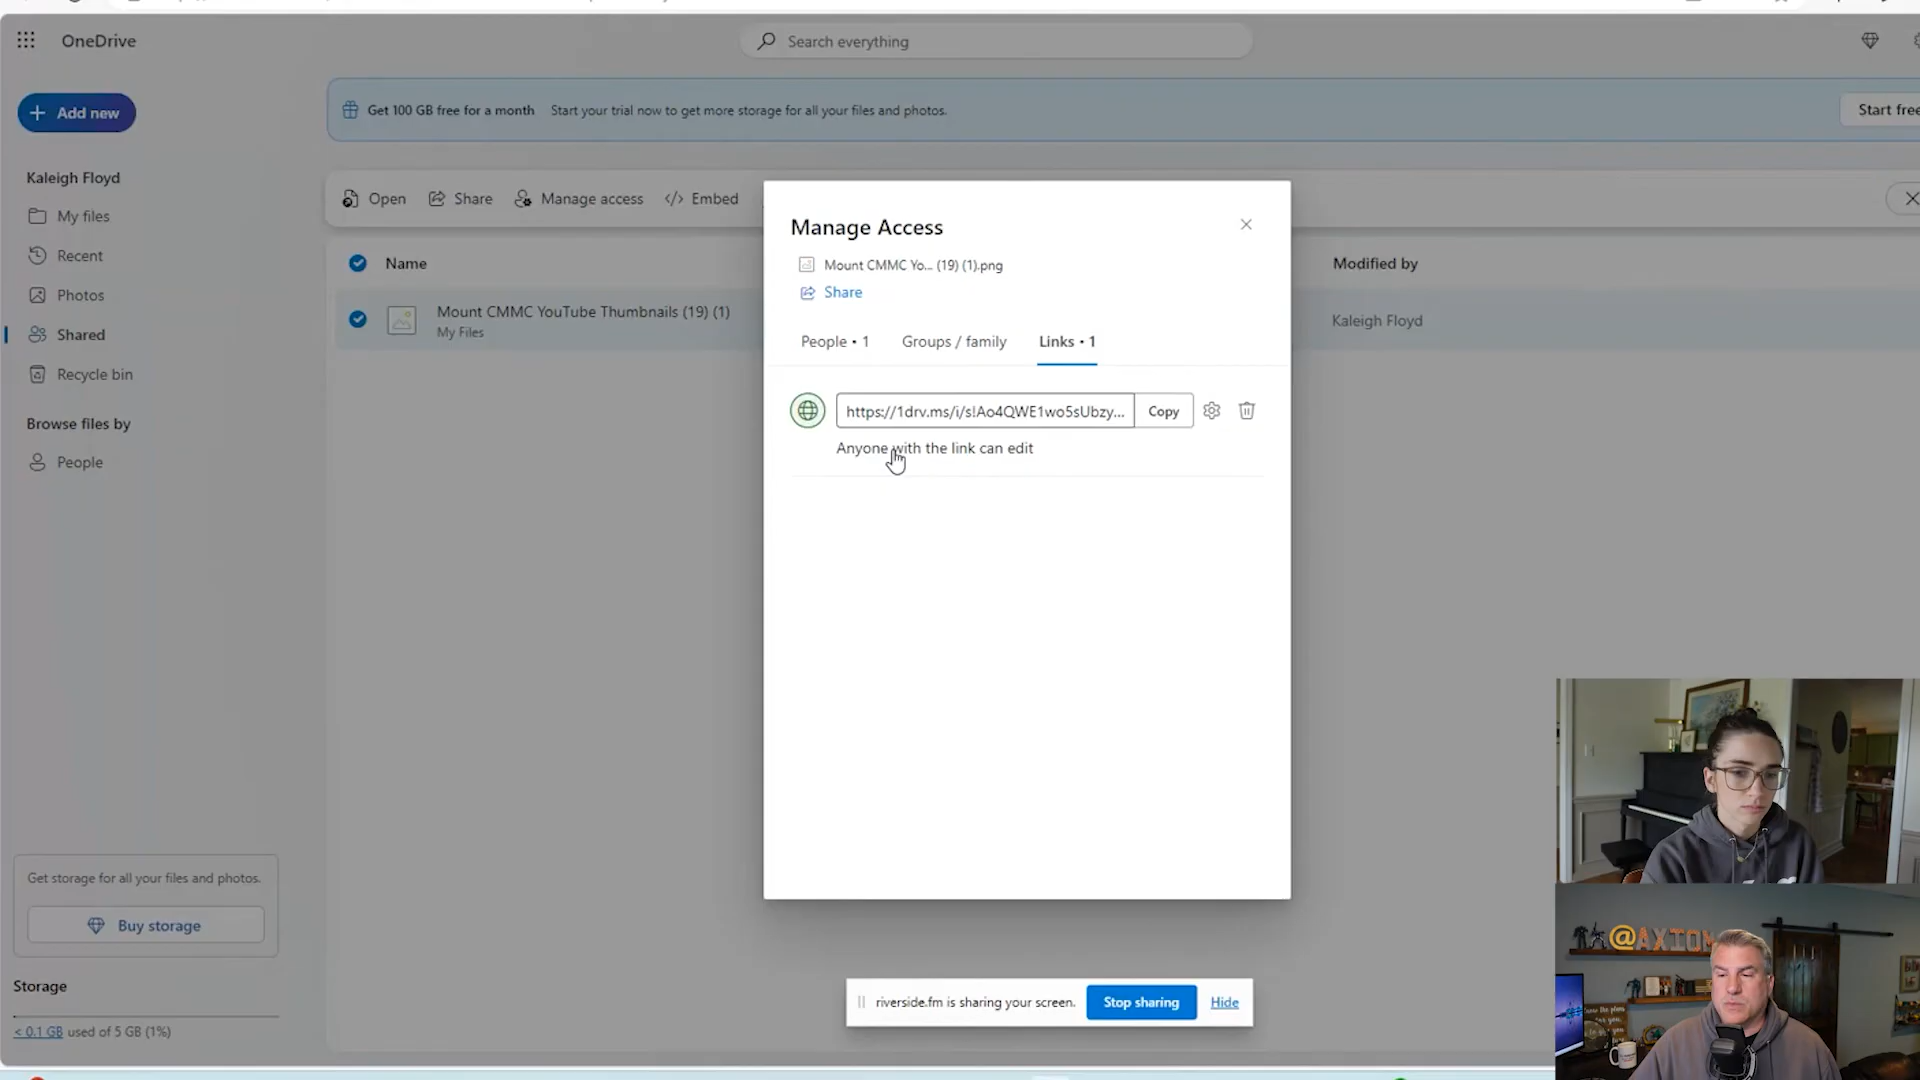 OneDrive
Search everything
Add new
Get 100 GB free for a month Start your trial now to get more storage for all your files and photos.
Start free
Kaleigh Floyd
My files
Recent
Photos
Shared
Recycle bin
Browse files by
People
Open
Share
Manage access
</> Embed
Name
Modified by
Mount CMMC YouTube Thumbnails (19) (1)
My Files
Kaleigh Floyd
Manage Access
Mount CMMC Yo... (19) (1).png
Share
People • 1
Groups / family
Links • 1
https://1drv.ms/i/s!Ao4QWE1wo5sUbzy...
Copy
Anyone with the link can edit
Get storage for all your files and photos.
Buy storage
Storage
< 0.1 GB used of 5 GB (1%)
riverside.fm is sharing your screen.
Stop sharing
Hide
@AXIOM